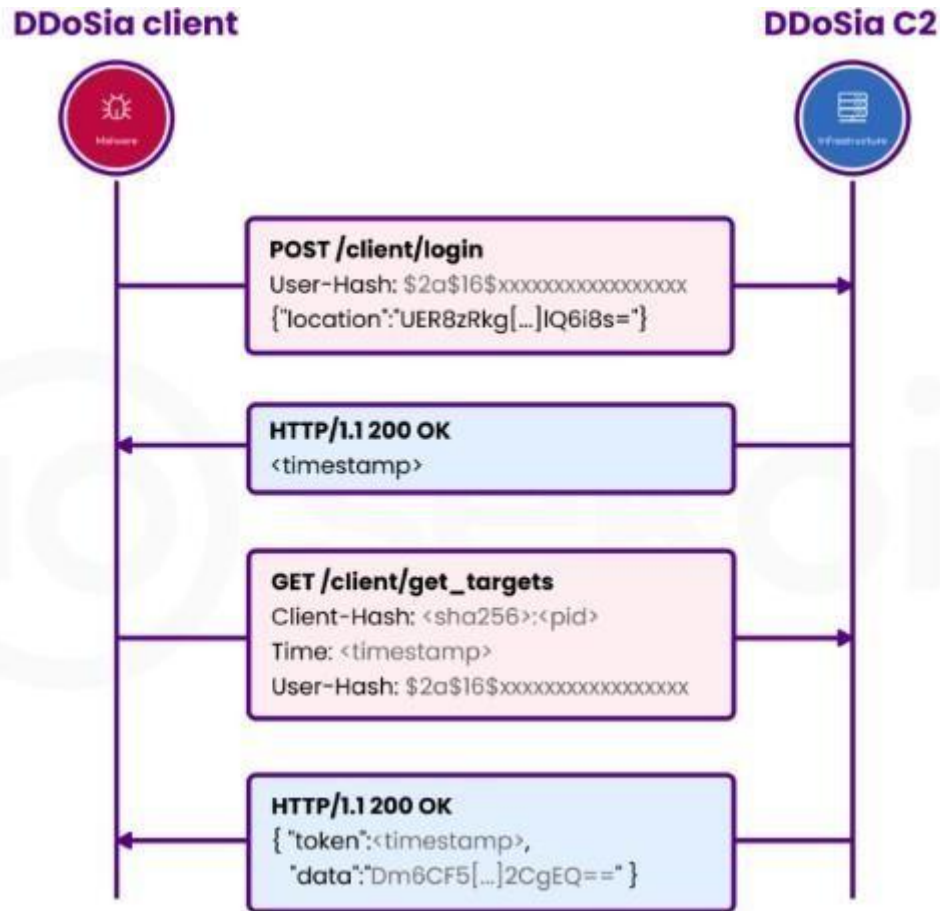 DDoSia client
DDoSia C2
Malware
Infrastructure
POST /client/login
User-Hash: $2a$16$xxxxxxxxxxxxxxxxx
{"location":"UER8zRkg[...]lQ6i8s="}
HTTP/1.1 200 OK
<timestamp>
GET /client/get_targets
Client-Hash: <sha256>:<pid>
Time: <timestamp>
User-Hash: $2a$16$xxxxxxxxxxxxxxxxx
HTTP/1.1 200 OK
{ "token":<timestamp>,
"data":"Dm6CF5[...]2CgEQ==" }